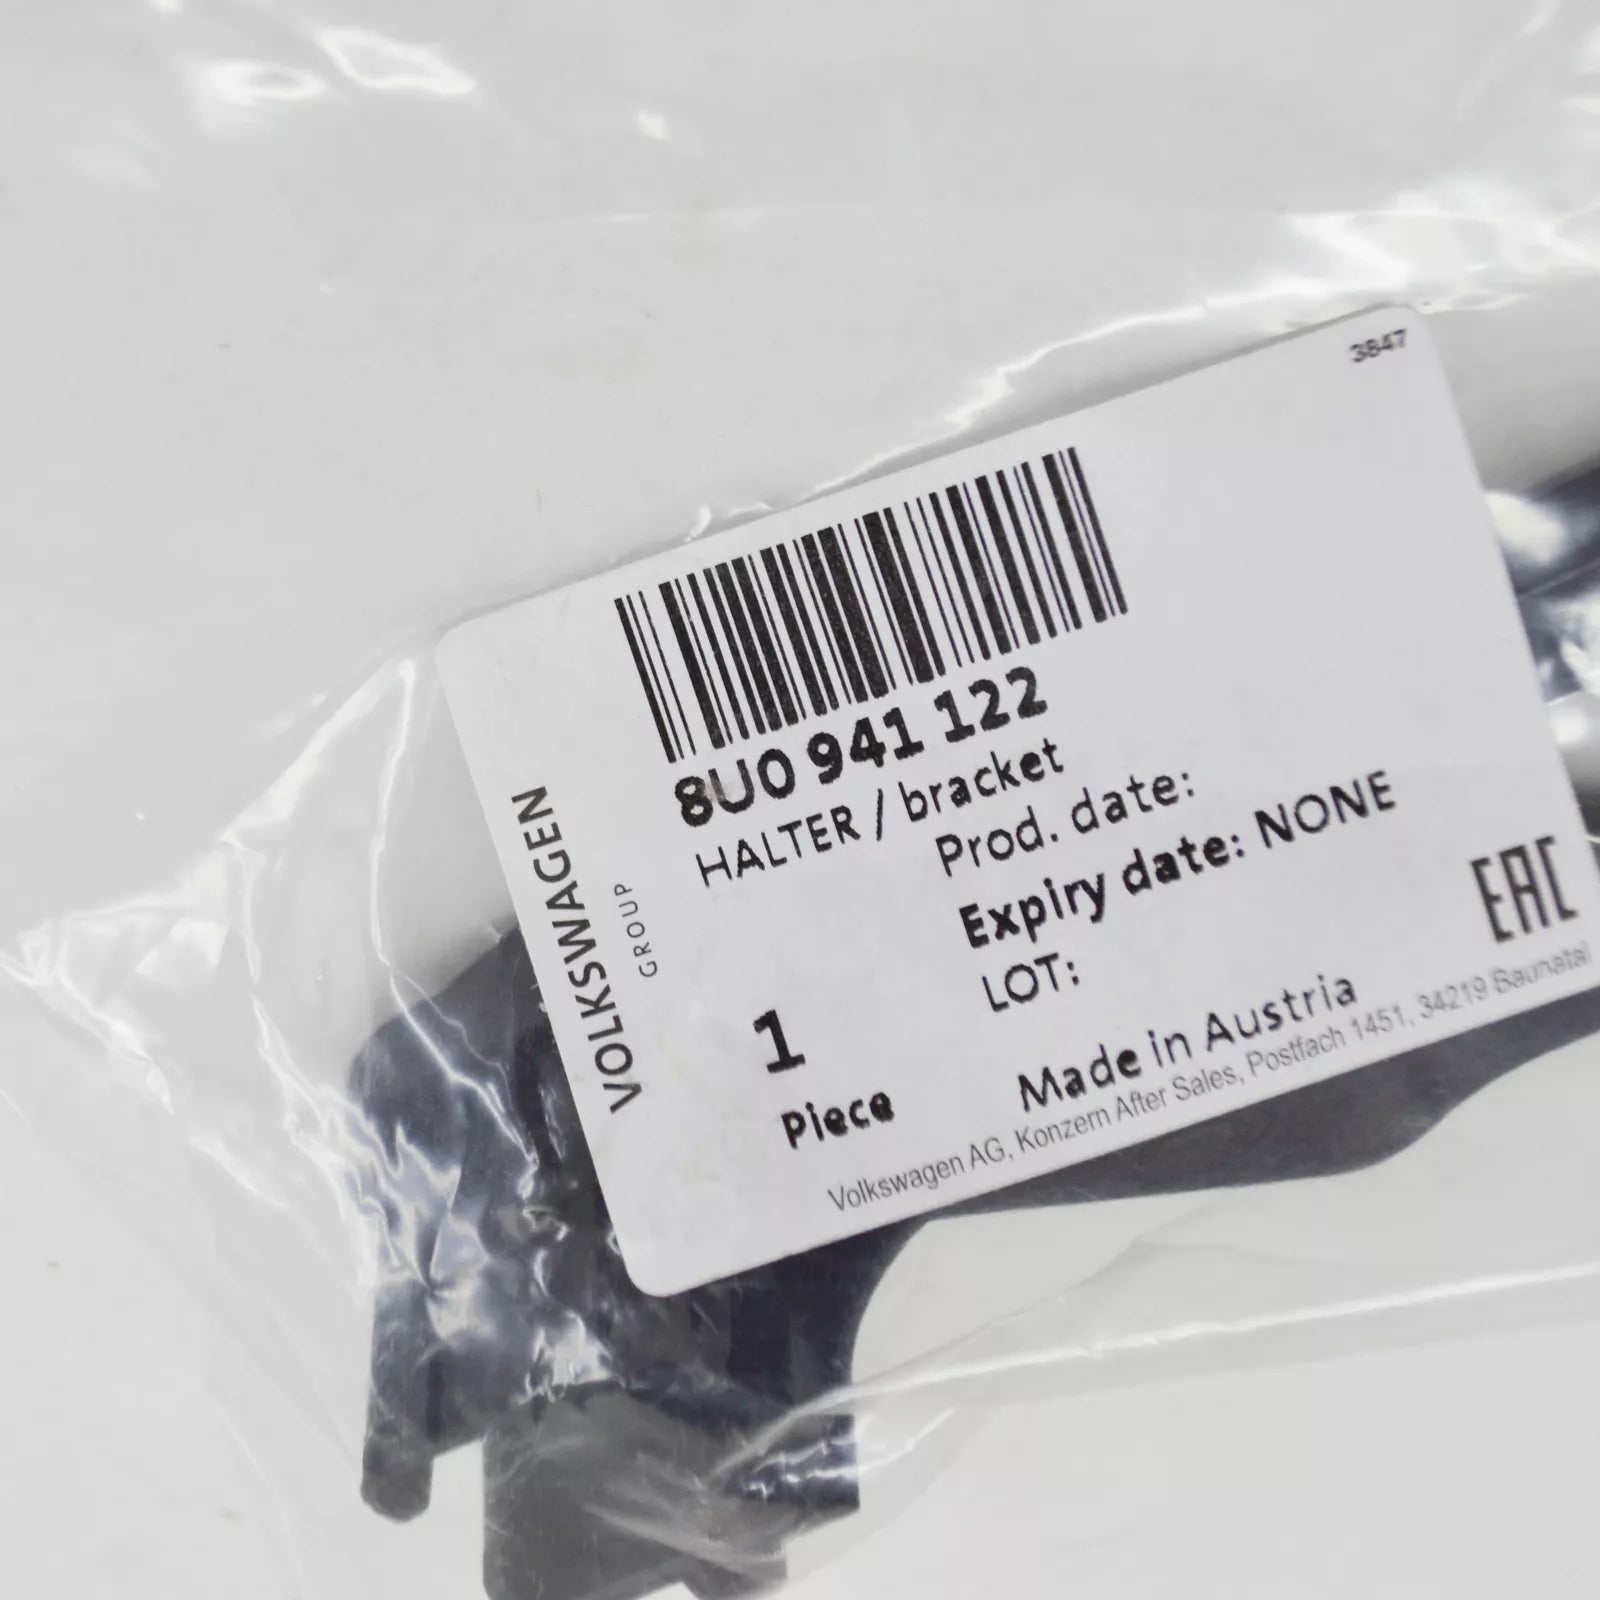 3847
8U0 941 122
HALTER / bracket
Prod. date:
Expiry date: NONE
LOT:
VOLKSWAGEN
GROUP
1
Piece
EAC
Made in Austria
Volkswagen AG, Konzern After Sales, Postfach 1451, 34219 Baunatal